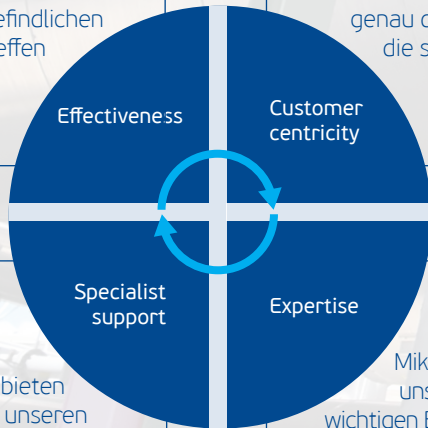 efindlichen
effen
genau d
die s
Effectiveness
Customer
centricity
Specialist
support
Expertise
bieten
unseren
Mik
uns
wichtigen E